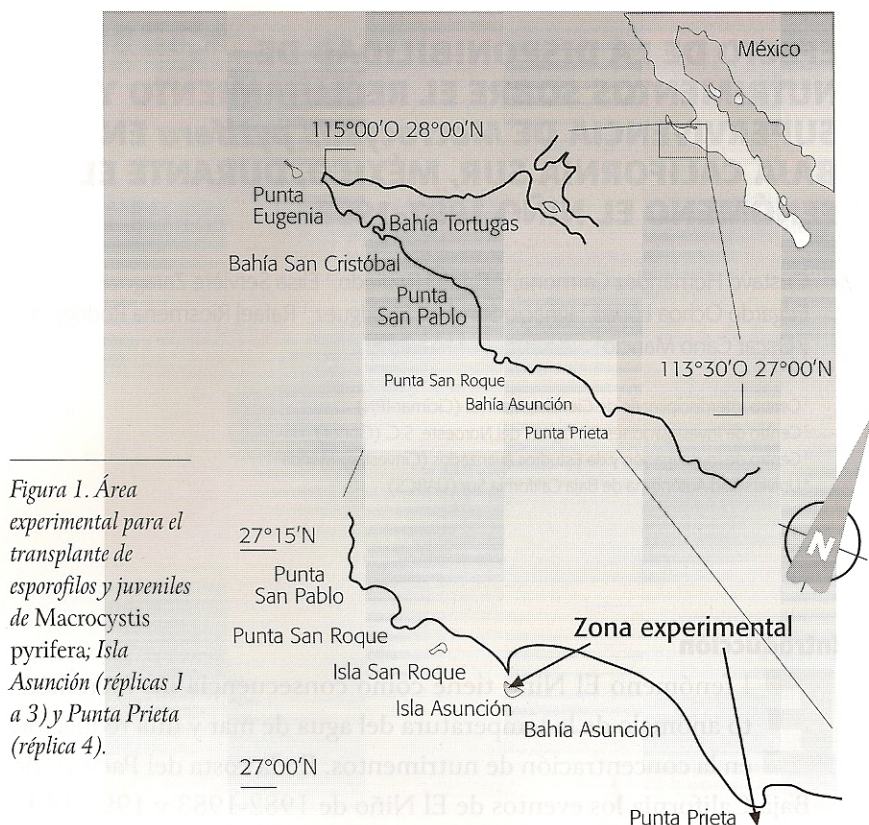 México
115°00'O 28°00'N
Punta
Eugenia
Bahía Tortugas
Bahía San Cristóbal
Punta
San Pablo
113°30'O 27°00'N
Punta San Roque
Bahía Asunción
Punta Prieta
Figura 1. Área
experimental para el
transplante de
esporofilos y juveniles
de Macrocystis
pyrifera; Isla
Asunción (réplicas 1
a 3) y Punta Prieta
(réplica 4).
27°15'N
N
Punta
San Pablo
Zona experimental
Punta San Roque
Isla San Roque
Isla Asunción
Bahía Asunción
27°00'N
Punta Prieta